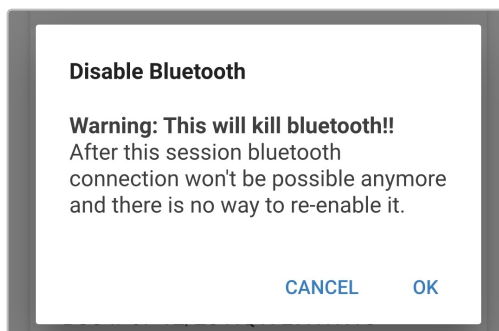 Disable Bluetooth
Warning: This will kill bluetooth!!
After this session bluetooth
connection won't be possible anymore
and there is no way to re-enable it.
CANCEL OK